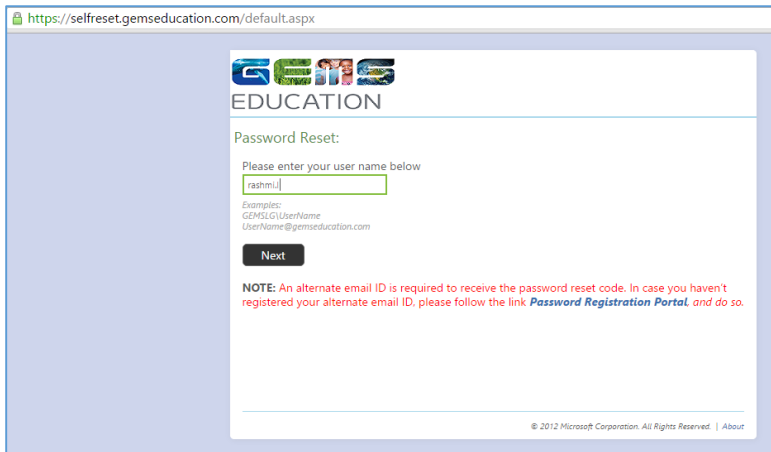 https://selfreset.gemseducation.com/default.aspx
GEMS
EDUCATION
Password Reset:
Please enter your user name below
Examples:
GEMSLG\UserName
UserName@gemseducation.com
Next
NOTE: An alternate email ID is required to receive the password reset code. In case you haven't
registered your alternate email ID, please follow the link Password Registration Portal, and do so.
© 2012 Microsoft Corporation. All Rights Reserved. | About